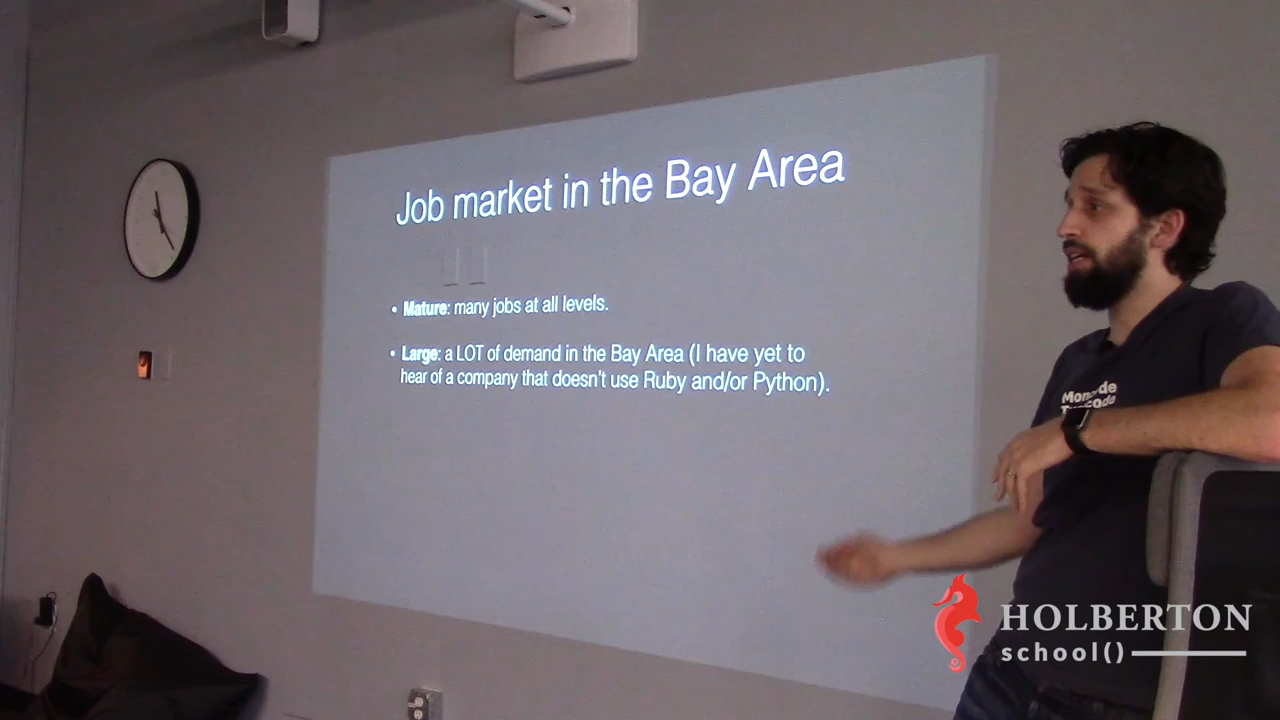 Job market in the Bay Area
• Mature: many jobs at all levels.
• Large: a LOT of demand in the Bay Area (I have yet to
hear of a company that doesn't use Ruby and/or Python).
HOLBERTON
school()